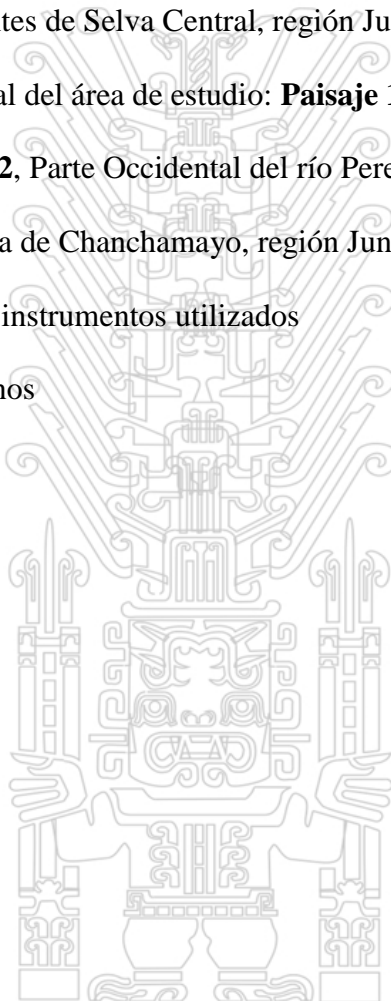 tes de Selva Central, región Ju
al del área de estudio: Paisaje
2, Parte Occidental del río Pere
a de Chanchamayo, región Jun
instrumentos utilizados
nos